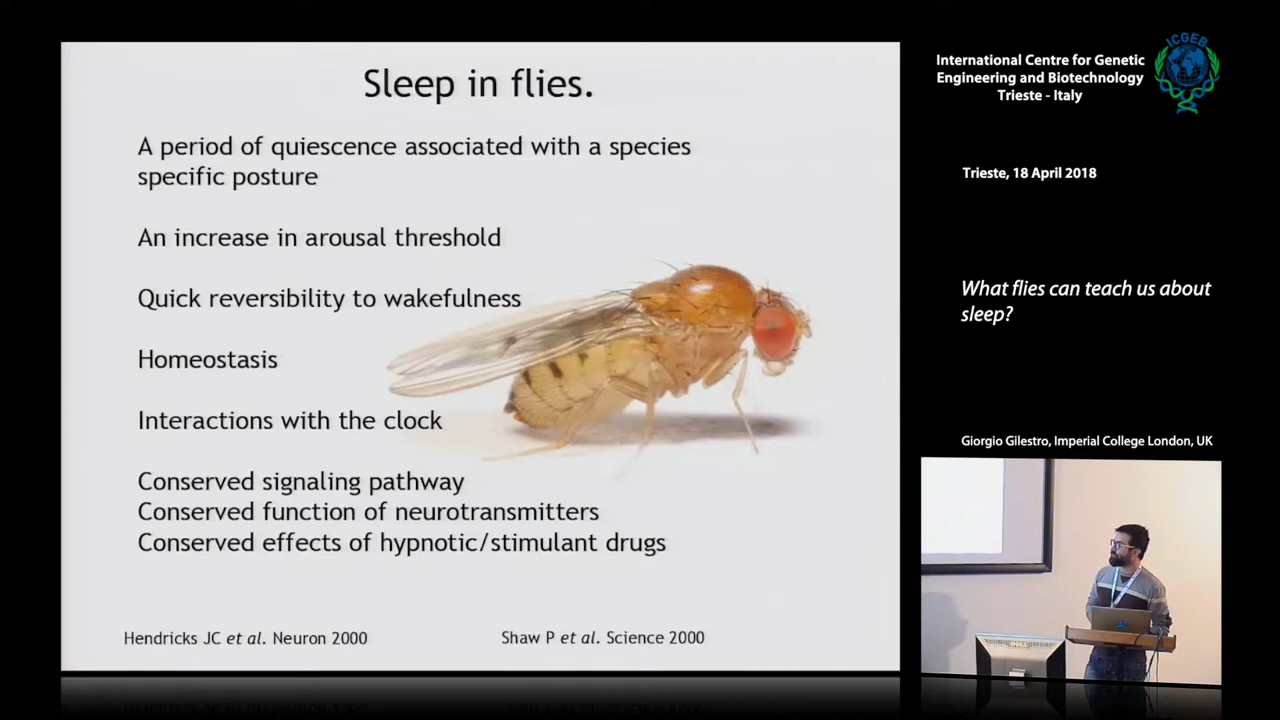 Sleep in flies.
A period of quiescence associated with a species
specific posture
An increase in arousal threshold
Quick reversibility to wakefulness
Homeostasis
Interactions with the clock
Conserved signaling pathway
Conserved function of neurotransmitters
Conserved effects of hypnotic/stimulant drugs
Hendricks JC et al. Neuron 2000
Shaw P et al. Science 2000
International Centre for Genetic
Engineering and Biotechnology
Trieste - Italy
ICGEB
Trieste, 18 April 2018
What flies can teach us about
sleep?
Giorgio Gilestro, Imperial College London, UK